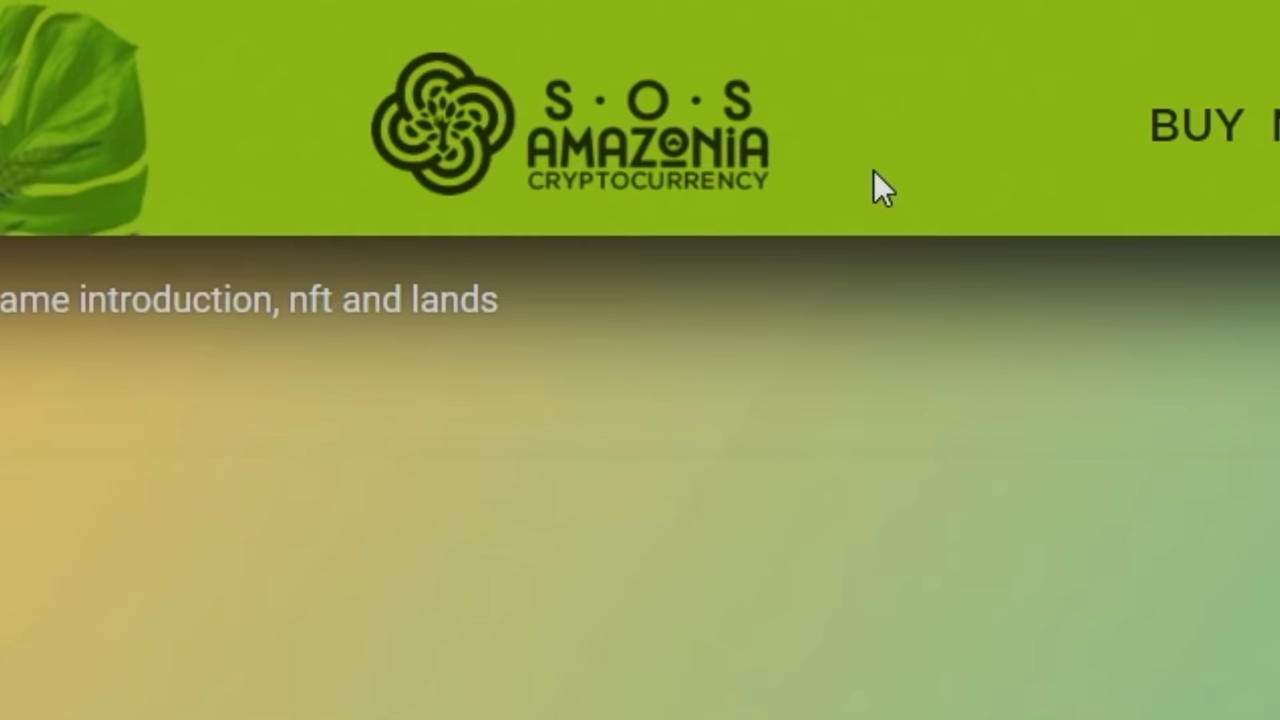 S·O·S
AMAZONiA
CRYPTOCURRENCY
BUY
ame introduction, nft and lands